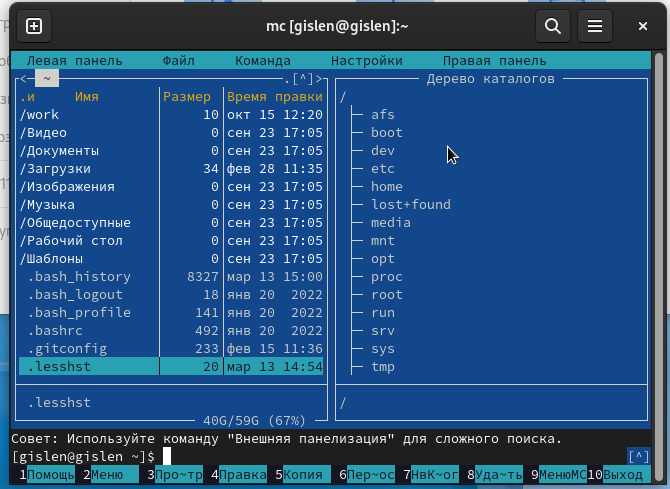 mc [gislen@gislen]:~
Левая панель Файл Команда Настройки Правая панель
<─ ~ .[^]> Дерево каталогов
.и Имя Размер Время правки /
/work 10 окт 15 12:20 afs
/Видео 0 сен 23 17:05 boot
/Документы 0 сен 23 17:05 dev
/Загрузки 34 фев 28 11:35 etc
/Изображения 0 сен 23 17:05 home
/Музыка 0 сен 23 17:05 lost+found
/Общедоступные 0 сен 23 17:05 media
/Рабочий стол 0 сен 23 17:05 mnt
/Шаблоны 0 сен 23 17:05 opt
.bash_history 8327 мар 13 15:00 proc
.bash_logout 18 янв 20 2022 root
.bash_profile 141 янв 20 2022 run
.bashrc 492 янв 20 2022 srv
.gitconfig 233 фев 15 11:36 sys
.lesshst 20 мар 13 14:54 tmp
.lesshst /
40G/59G (67%)
Совет: Используйте команду "Внешняя панелизация" для сложного поиска.
[gislen@gislen ~]$ [^]
1Помощь 2Меню 3Про~тр 4Правка 5Копия 6Пер~ос 7НвК~ог 8Уда~ть 9МенюMC 10Выход